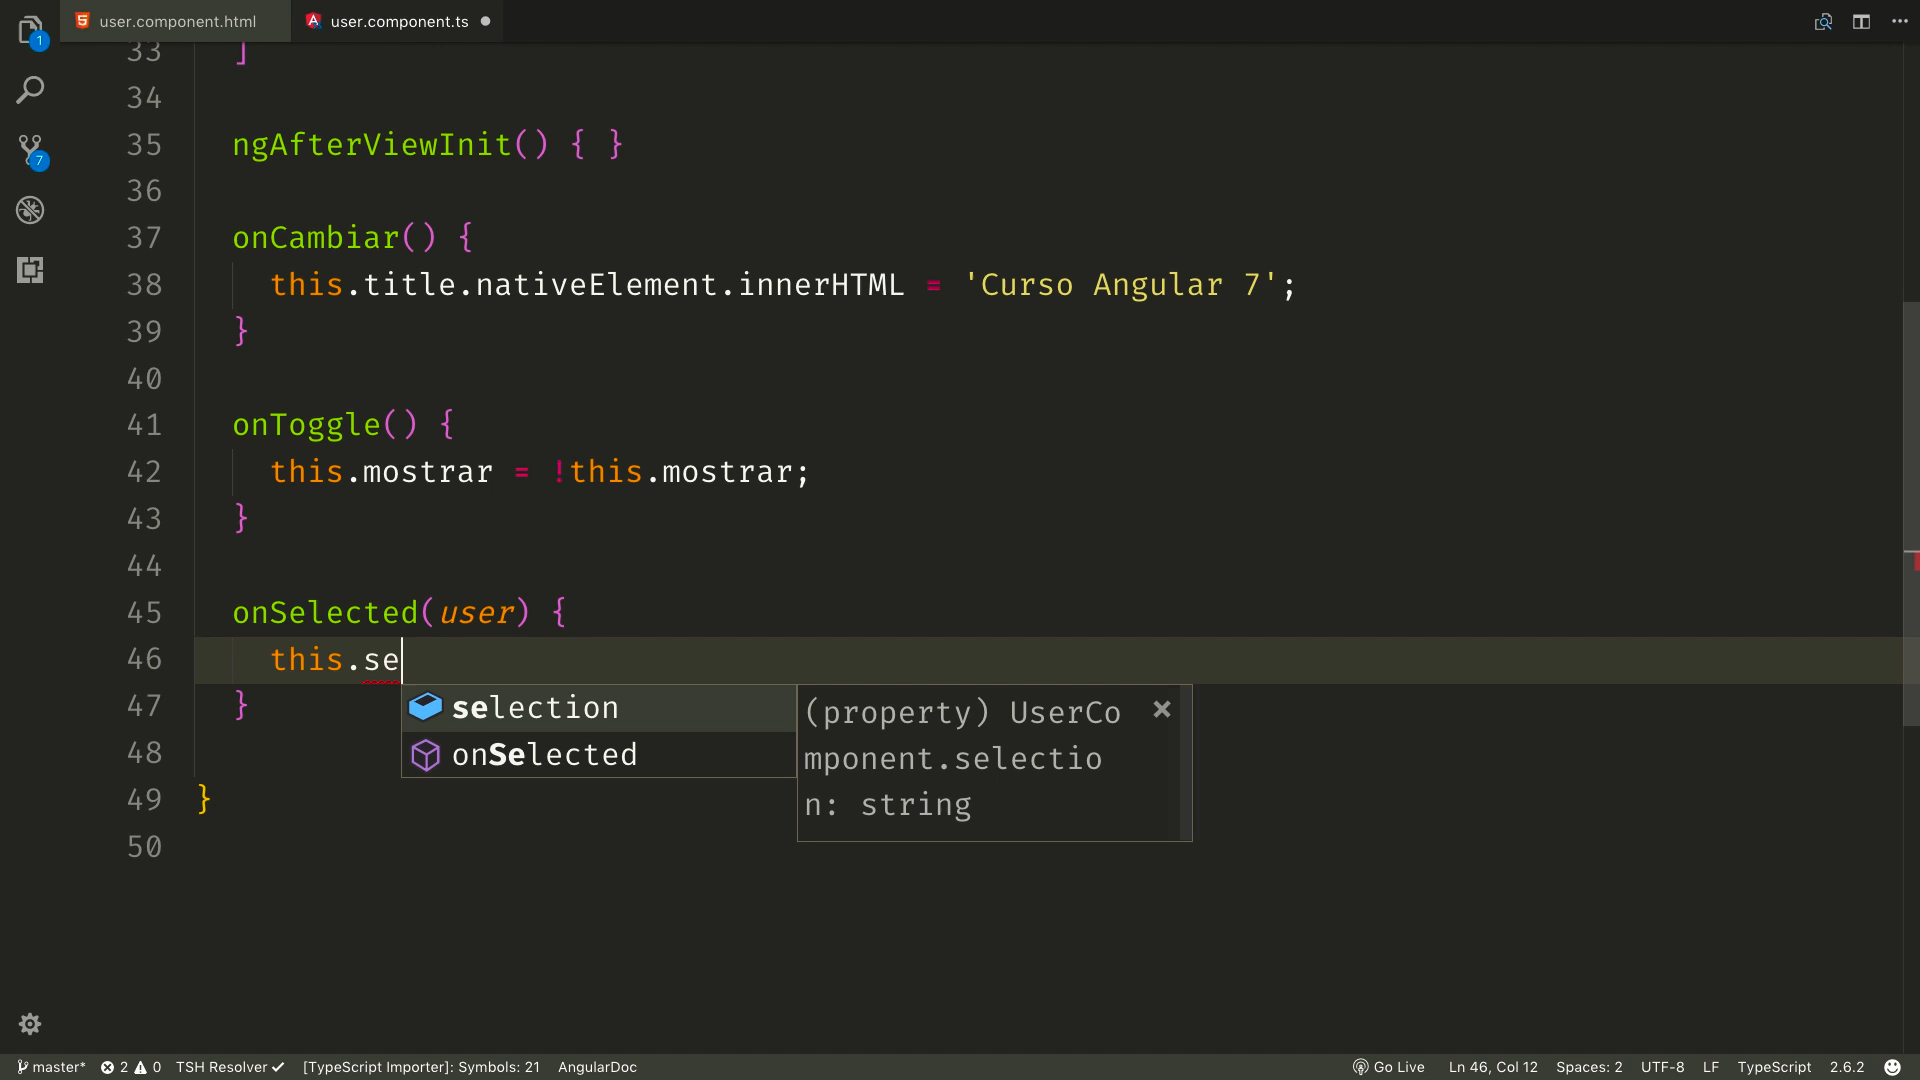 user.component.html
user.component.ts
1
33 ]
34
35 ngAfterViewInit() { }
36
37 onCambiar() {
38 this.title.nativeElement.innerHTML = 'Curso Angular 7';
39 }
40
41 onToggle() {
42 this.mostrar = !this.mostrar;
43 }
44
45 onSelected(user) {
46 this.se
47 }
48
49 }
50
7
selection
onSelected
(property) UserCo
mponent.selectio
n: string
master* 2 0 TSH Resolver [TypeScript Importer]: Symbols: 21 AngularDoc Go Live Ln 46, Col 12 Spaces: 2 UTF-8 LF TypeScript 2.6.2